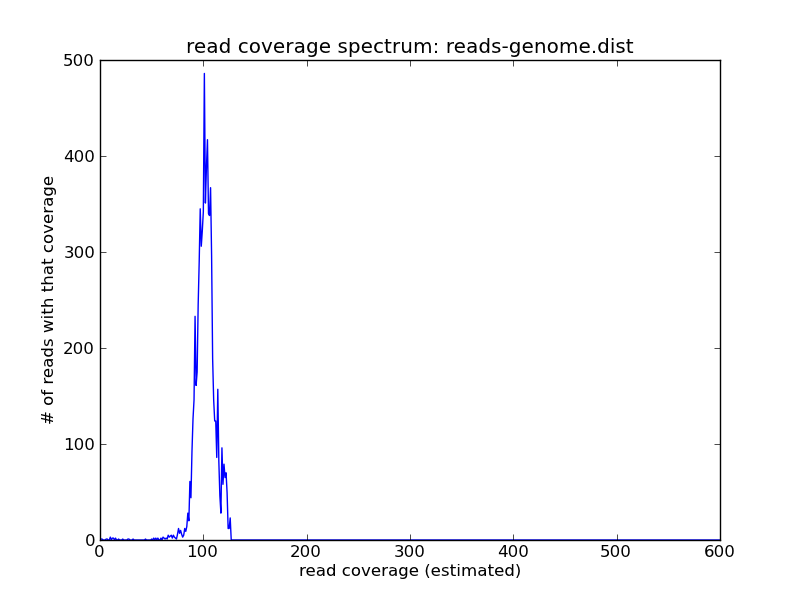 read coverage spectrum: reads-genome.dist
500
400
300
200
100
0
# of reads with that coverage
0 100 200 300 400 500 600
read coverage (estimated)